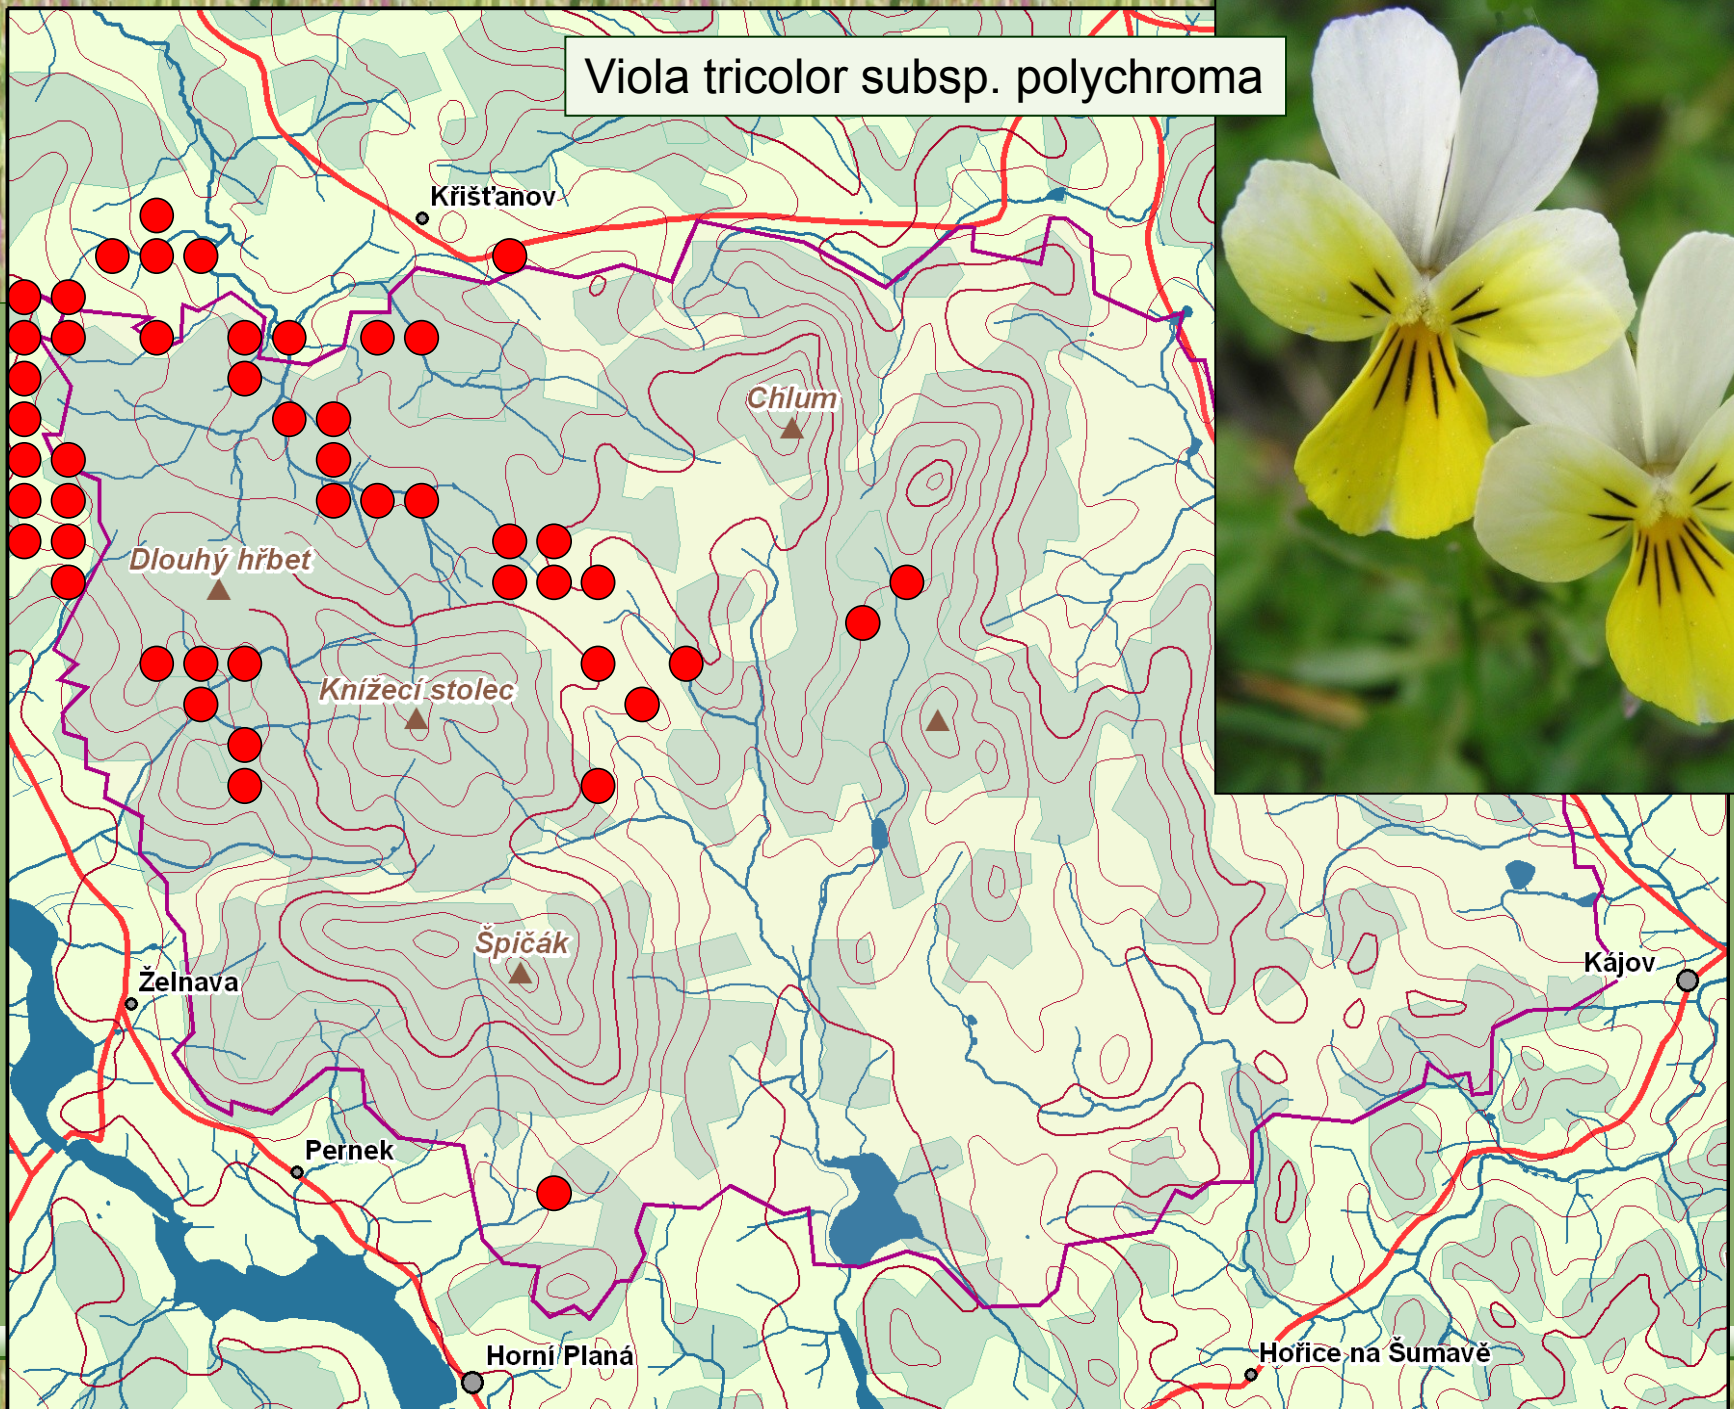 Viola tricolor subsp. polychroma
Křišťanov
Chlum
Dlouhý hřbet
Knížecí stolec
Špičák
Želnava
Kájov
Pernek
Horní Planá
Hořice na Šumavě